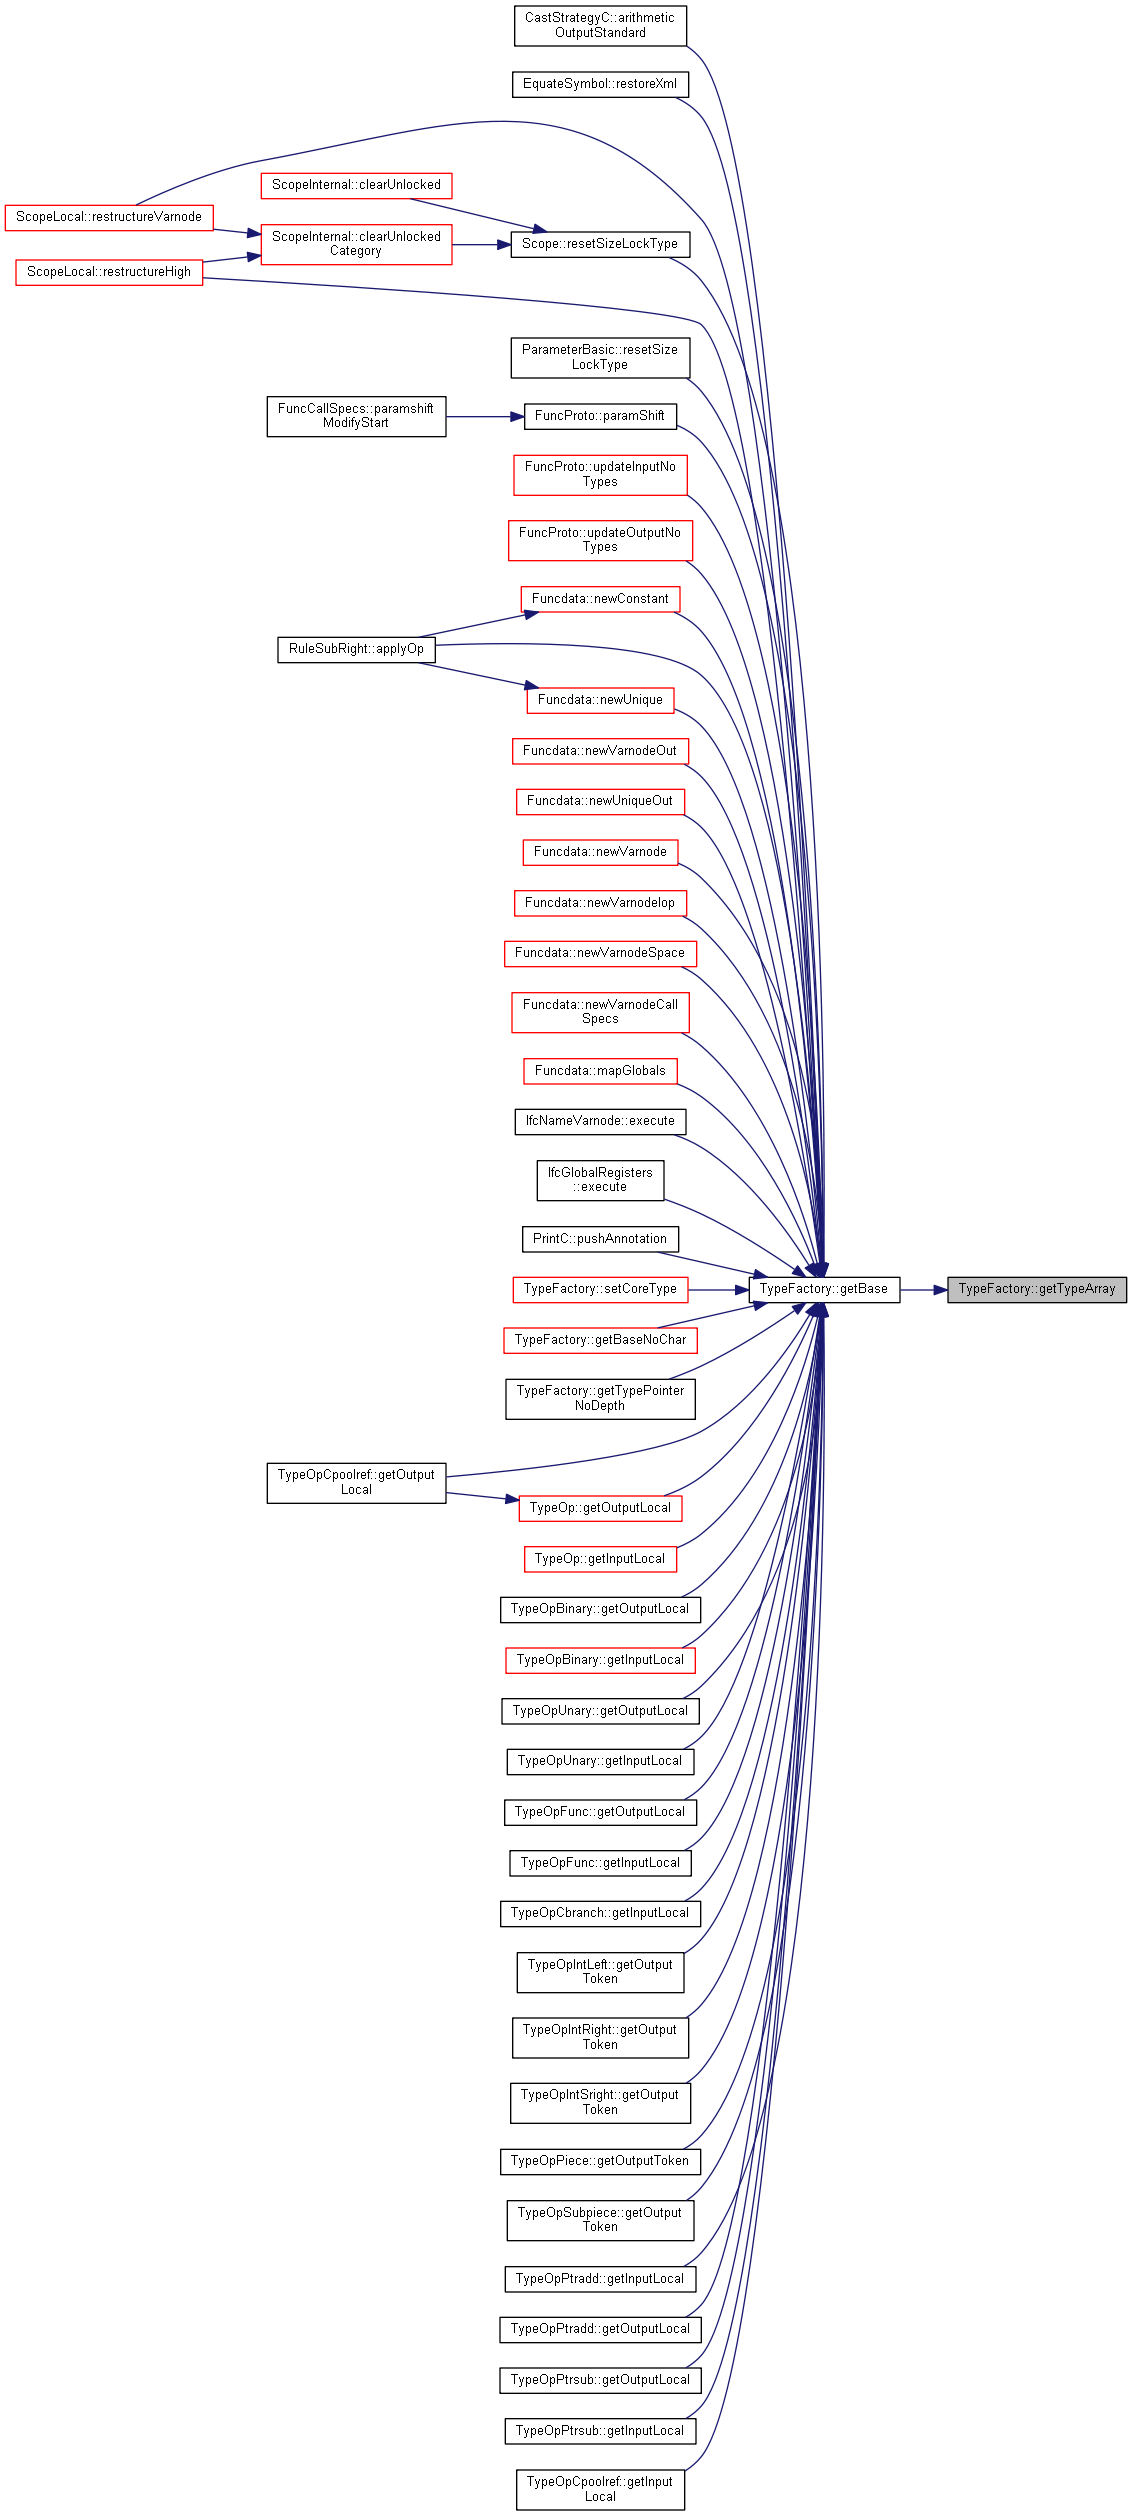 CastStrategyC::arithmetic
OutputStandard
EquateSymbol::restoreXml
ScopeInternal::clearUnlocked
ScopeLocal::restructureVarnode
ScopeInternal::clearUnlocked
Category
Scope::resetSizeLockType
ScopeLocal::restructureHigh
ParameterBasic::resetSize
LockType
FuncCallSpecs::paramshift
ModifyStart
FuncProto::paramShift
FuncProto::updateInputNo
Types
FuncProto::updateOutputNo
Types
Funcdata::newConstant
RuleSubRight::applyOp
Funcdata::newUnique
Funcdata::newVarnodeOut
Funcdata::newUniqueOut
Funcdata::newVarnode
Funcdata::newVarnodeIop
Funcdata::newVarnodeSpace
Funcdata::newVarnodeCall
Specs
Funcdata::mapGlobals
IfcNameVarnode::execute
IfcGlobalRegisters
::execute
PrintC::pushAnnotation
TypeFactory::setCoreType
TypeFactory::getBase
TypeFactory::getTypeArray
TypeFactory::getBaseNoChar
TypeFactory::getTypePointer
NoDepth
TypeOpCpoolref::getOutput
Local
TypeOp::getOutputLocal
TypeOp::getInputLocal
TypeOpBinary::getOutputLocal
TypeOpBinary::getInputLocal
TypeOpUnary::getOutputLocal
TypeOpUnary::getInputLocal
TypeOpFunc::getOutputLocal
TypeOpFunc::getInputLocal
TypeOpCbranch::getInputLocal
TypeOpIntLeft::getOutput
Token
TypeOpIntRight::getOutput
Token
TypeOpIntSright::getOutput
Token
TypeOpPiece::getOutputToken
TypeOpSubpiece::getOutput
Token
TypeOpPtradd::getInputLocal
TypeOpPtradd::getOutputLocal
TypeOpPtrsub::getOutputLocal
TypeOpPtrsub::getInputLocal
TypeOpCpoolref::getInput
Local